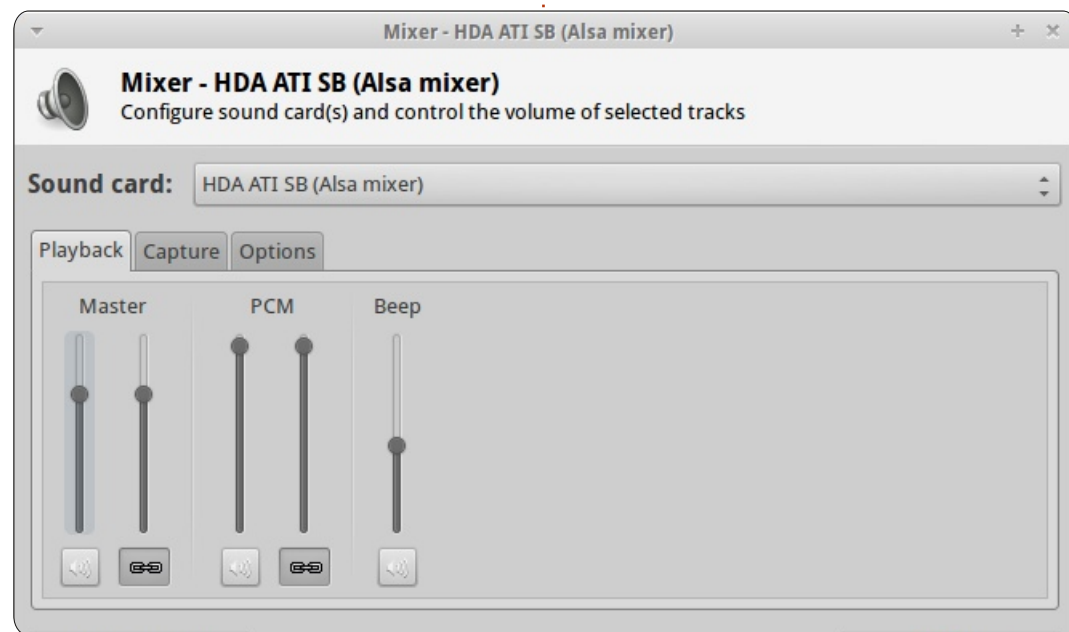 Mixer - HDA ATI SB (Alsa mixer)
Mixer - HDA ATI SB (Alsa mixer)
Configure sound card(s) and control the volume of selected tracks
Sound card: HDA ATI SB (Alsa mixer)
Playback Capture Options
Master PCM Beep